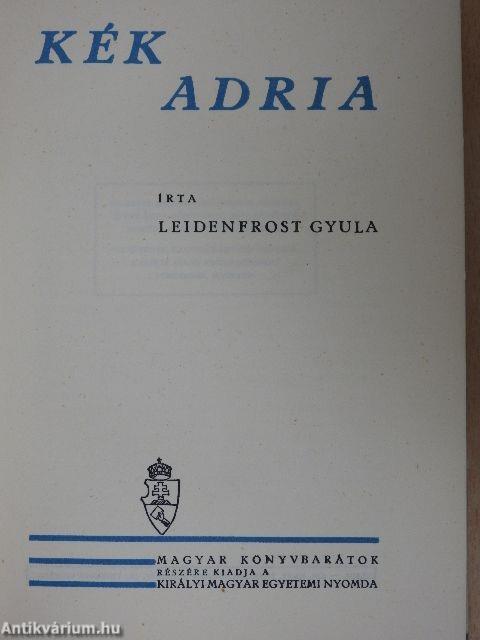 KÉK
ADRIA
ÍRTA
LEIDENFROST GYULA
MAGYAR KÖNYVBARÁTOK
RÉSZÉRE KIADJA A
KIRÁLYI MAGYAR EGYETEMI NYOMDA
Antikvárium.hu